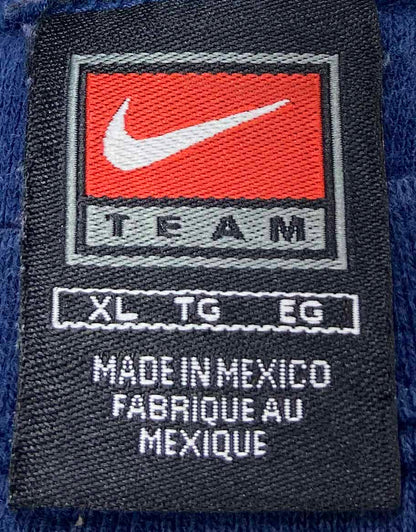 TEAM
XL TG EG
MADE IN MEXICO
FABRIQUE AU
MEXIQUE